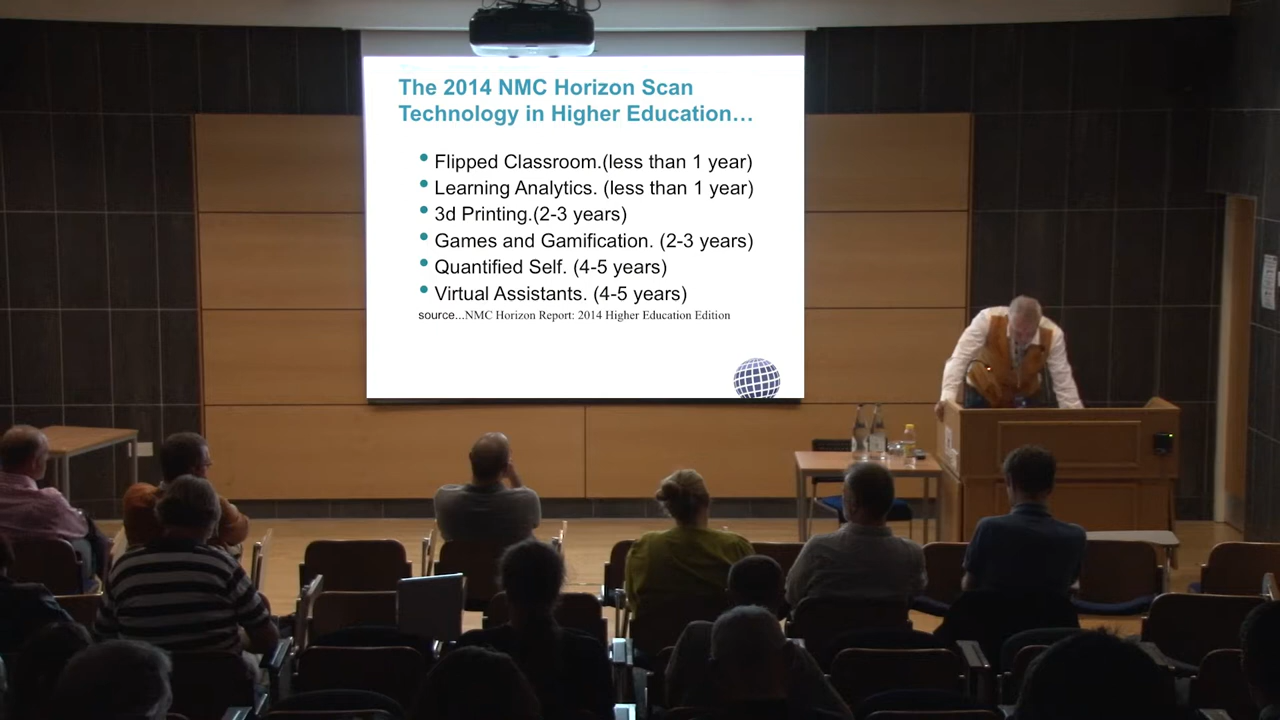 The 2014 NMC Horizon Scan
Technology in Higher Education…
• Flipped Classroom.(less than 1 year)
• Learning Analytics. (less than 1 year)
• 3d Printing.(2-3 years)
• Games and Gamification. (2-3 years)
• Quantified Self. (4-5 years)
• Virtual Assistants. (4-5 years)
source...NMC Horizon Report: 2014 Higher Education Edition